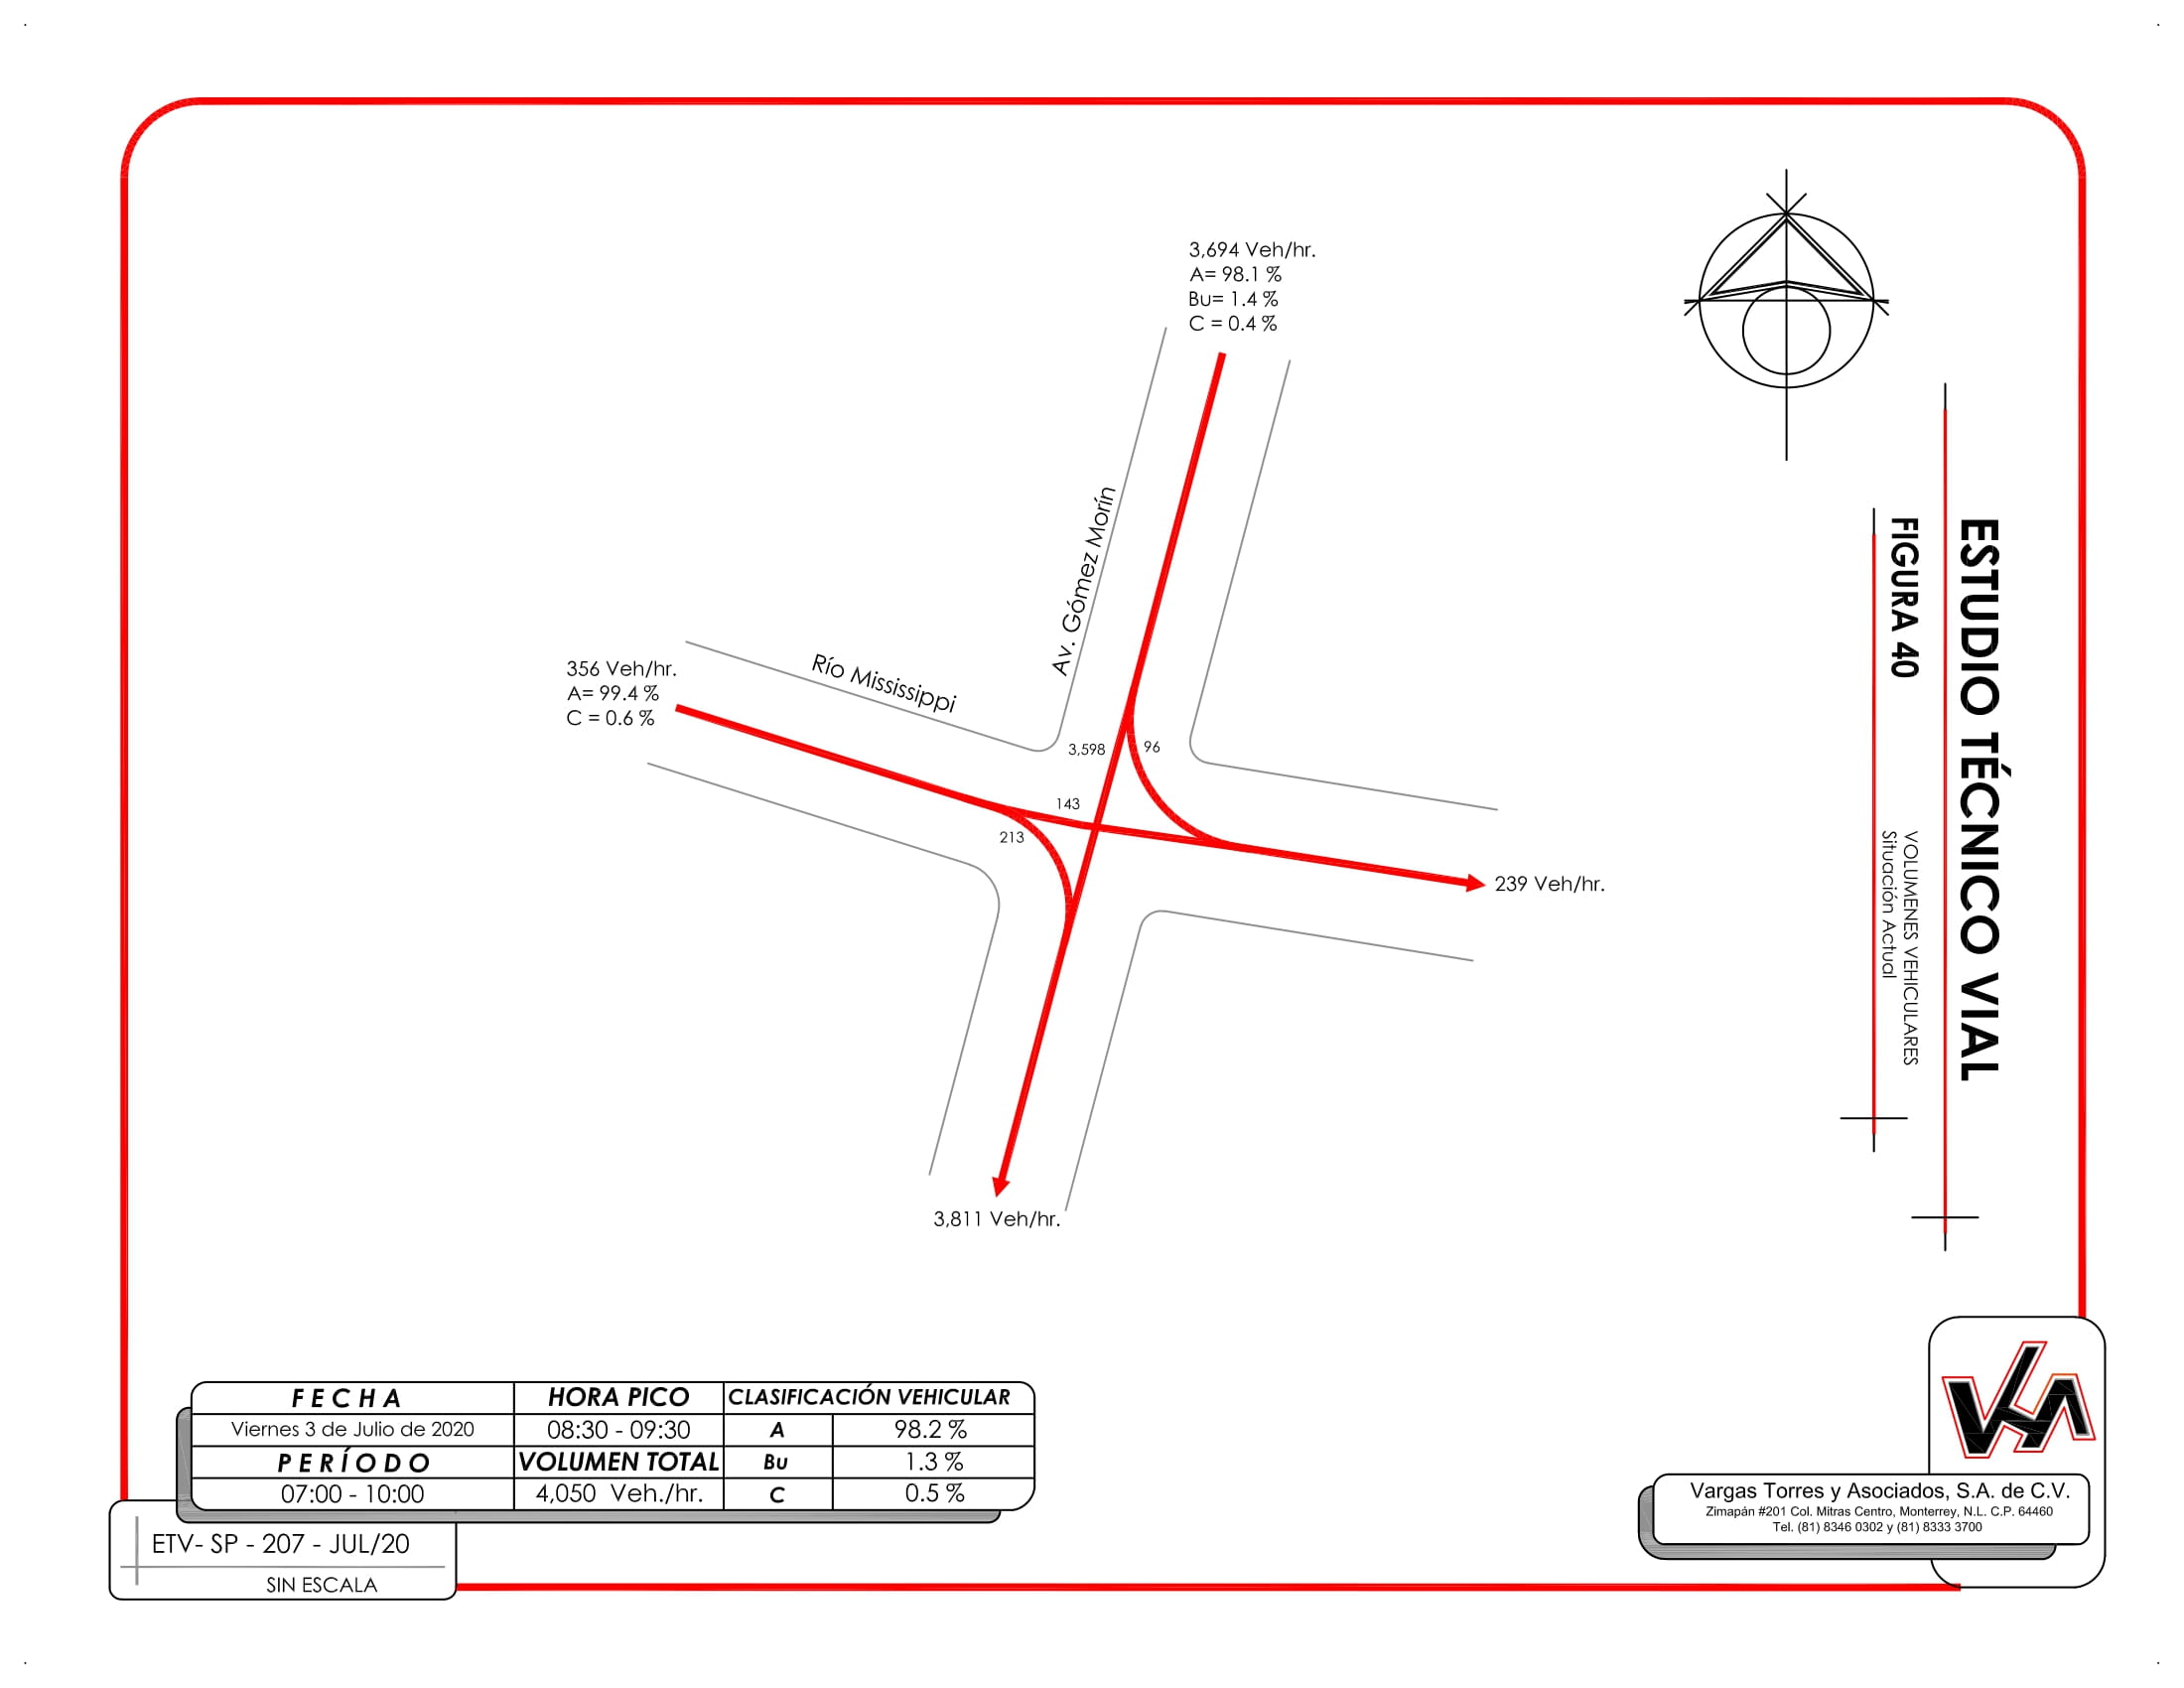 3,694 Veh/hr.
A= 98.1 %
Bu= 1.4 %
C = 0.4 %
Av. Gómez Morín
Río Mississippi
356 Veh/hr.
A= 99.4 %
C = 0.6 %
3,598
96
143
213
239 Veh/hr.
3,811 Veh/hr.
ESTUDIO TÉCNICO VIAL
FIGURA 40
VOLUMENES VEHICULARES
Situación Actual
FECHA
HORA PICO
CLASIFICACIÓN VEHICULAR
Viernes 3 de Julio de 2020
08:30 - 09:30
A
98.2 %
PERÍODO
VOLUMEN TOTAL
Bu
1.3 %
07:00 - 10:00
4,050 Veh./hr.
C
0.5 %
ETV- SP - 207 - JUL/20
SIN ESCALA
VTA
Vargas Torres y Asociados, S.A. de C.V.
Zimapán #201 Col. Mitras Centro, Monterrey, N.L. C.P. 64460
Tel. (81) 8346 0302 y (81) 8333 3700